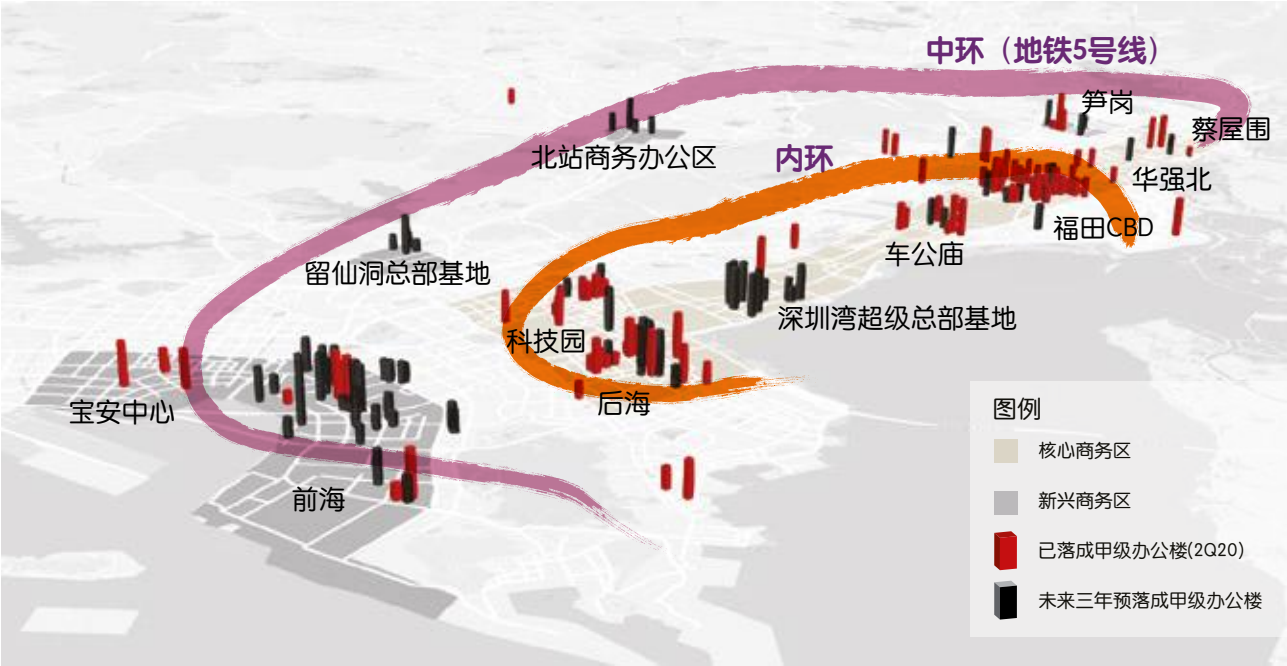 中环（地铁5号线）
笋岗
蔡屋围
北站商务办公区
内环
华强北
福田CBD
车公庙
留仙洞总部基地
深圳湾超级总部基地
科技园
后海
宝安中心
前海
图例
核心商务区
新兴商务区
已落成甲级办公楼(2Q20)
未来三年预落成甲级办公楼